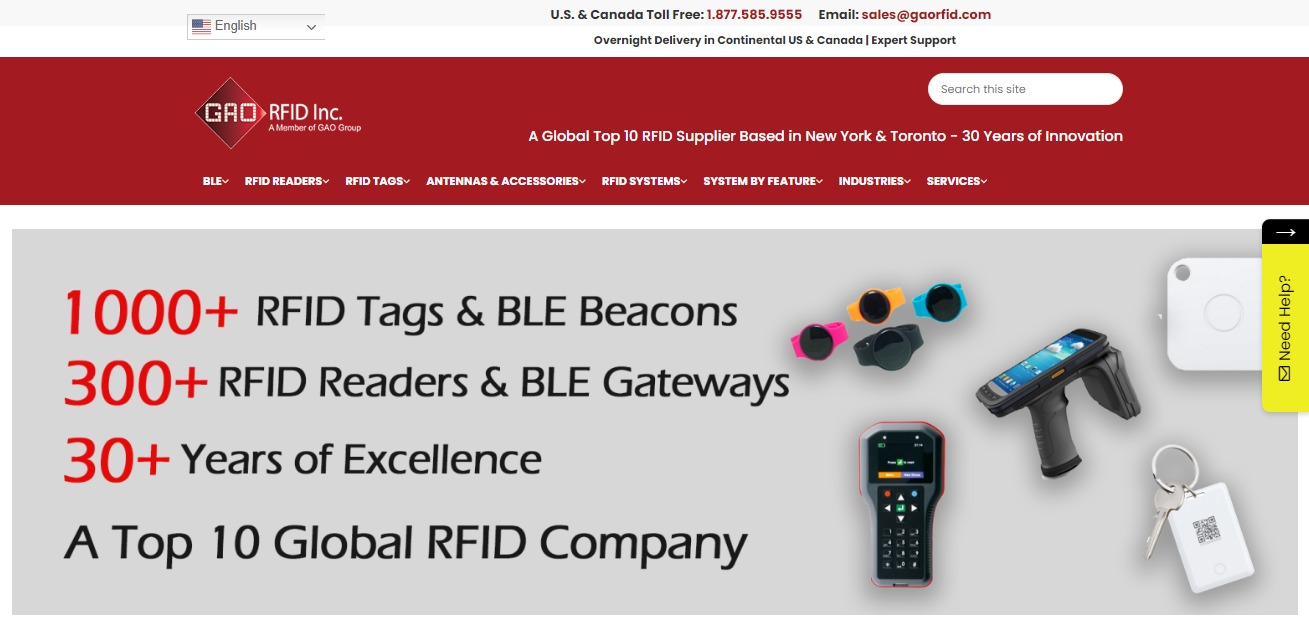 English
U.S. & Canada Toll Free: 1.877.585.9555 Email: sales@gaorfid.com
Overnight Delivery in Continental US & Canada | Expert Support
GAO RFID Inc.
A Member of GAO Group
Search this site
A Global Top 10 RFID Supplier Based in New York & Toronto - 30 Years of Innovation
BLE RFID READERS RFID TAGS ANTENNAS & ACCESSORIES RFID SYSTEMS SYSTEM BY FEATURE INDUSTRIES SERVICES
→
Need Help?
1000+ RFID Tags & BLE Beacons
300+ RFID Readers & BLE Gateways
30+ Years of Excellence
A Top 10 Global RFID Company